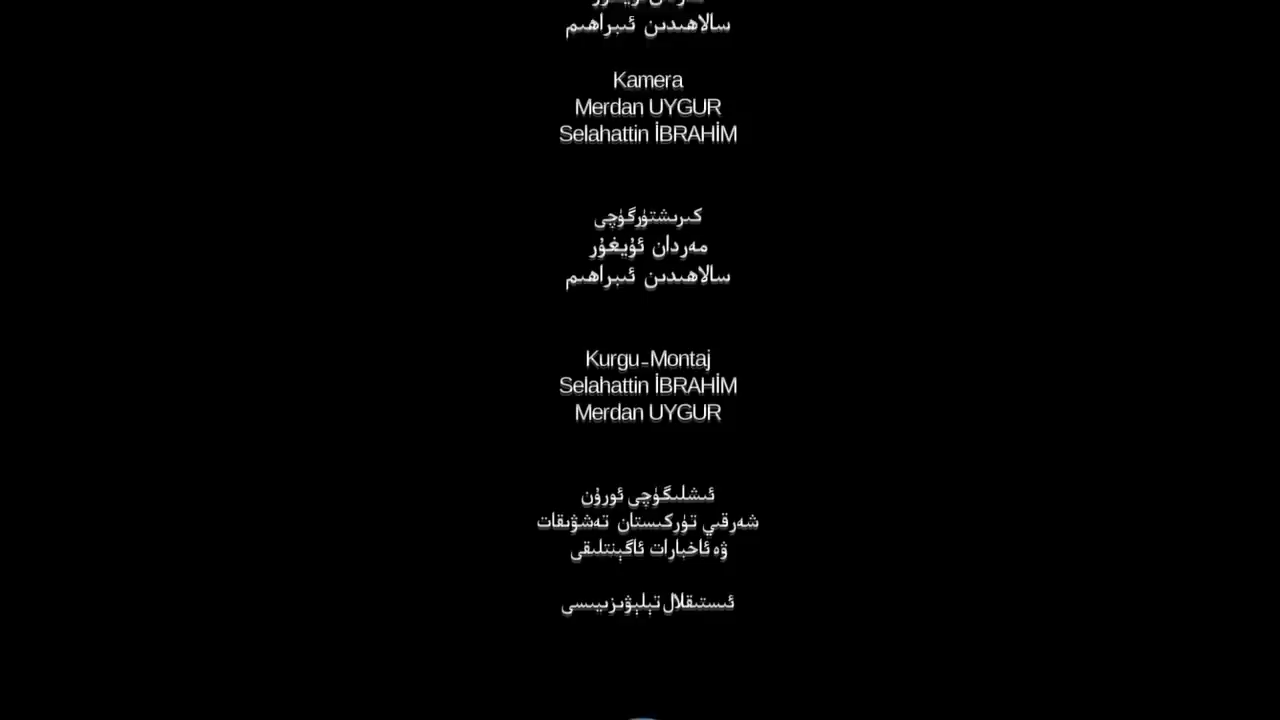 سالاھىدىن ئىبراھىم
Kamera
Merdan UYGUR
Selahattin İBRAHİM
كىرىشتۈرگۈچى
مەردان ئۇيغۇر
سالاھىدىن ئىبراھىم
Kurgu-Montaj
Selahattin İBRAHİM
Merdan UYGUR
ئىشلىگۈچى ئورۇن
شەرقىي تۈركىستان تەشۋىقات
ۋە ئاخبارات ئاگېنتلىقى
ئىستىقلال تېلېۋىزىيىسى